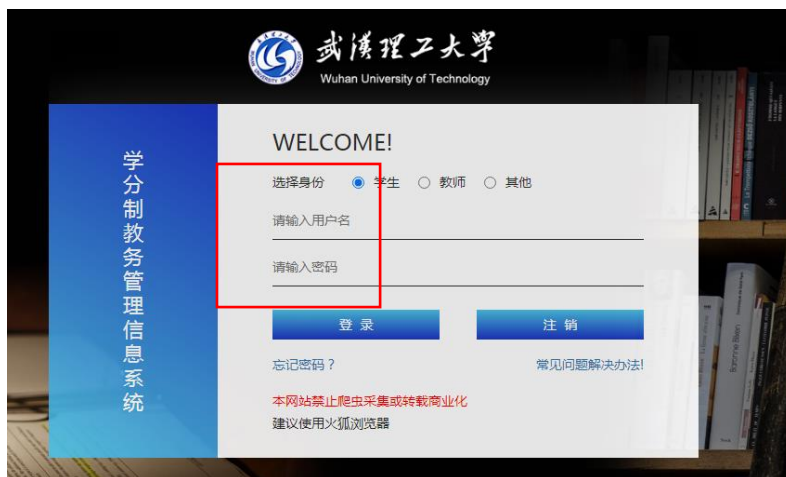 武汉理工大学
Wuhan University of Technology
学分制教务管理信息系统
WELCOME!
选择身份 学生 教师 其他
请输入用户名
请输入密码
登 录 注 销
忘记密码？ 常见问题解决办法!
本网站禁止爬虫采集或转载商业化
建议使用火狐浏览器